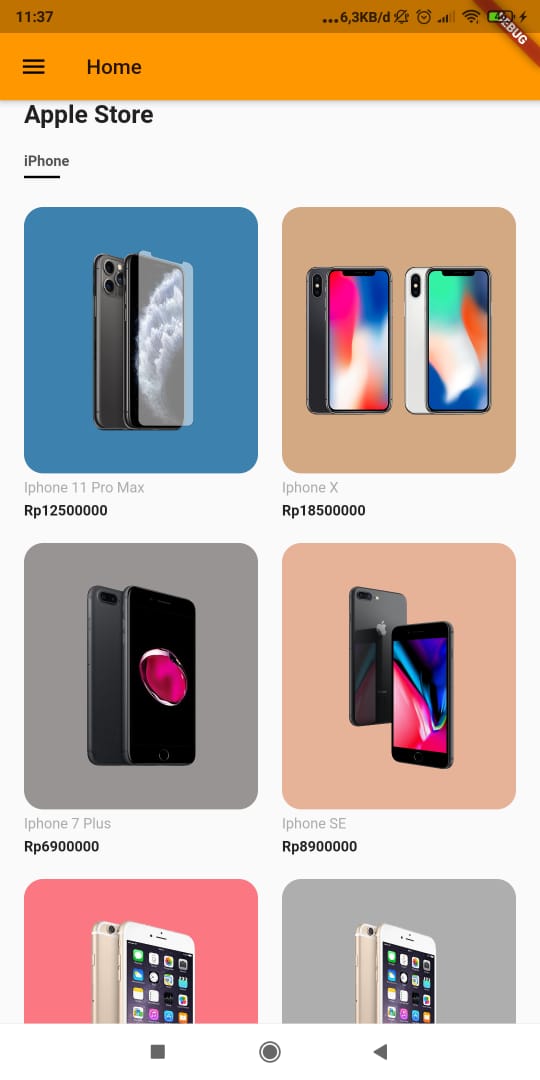 11:37
...6,3KB/d
DEBUG
Home
Apple Store
iPhone
Iphone 11 Pro Max
Iphone X
Rp12500000
Rp18500000
Iphone 7 Plus
Iphone SE
Rp6900000
Rp8900000